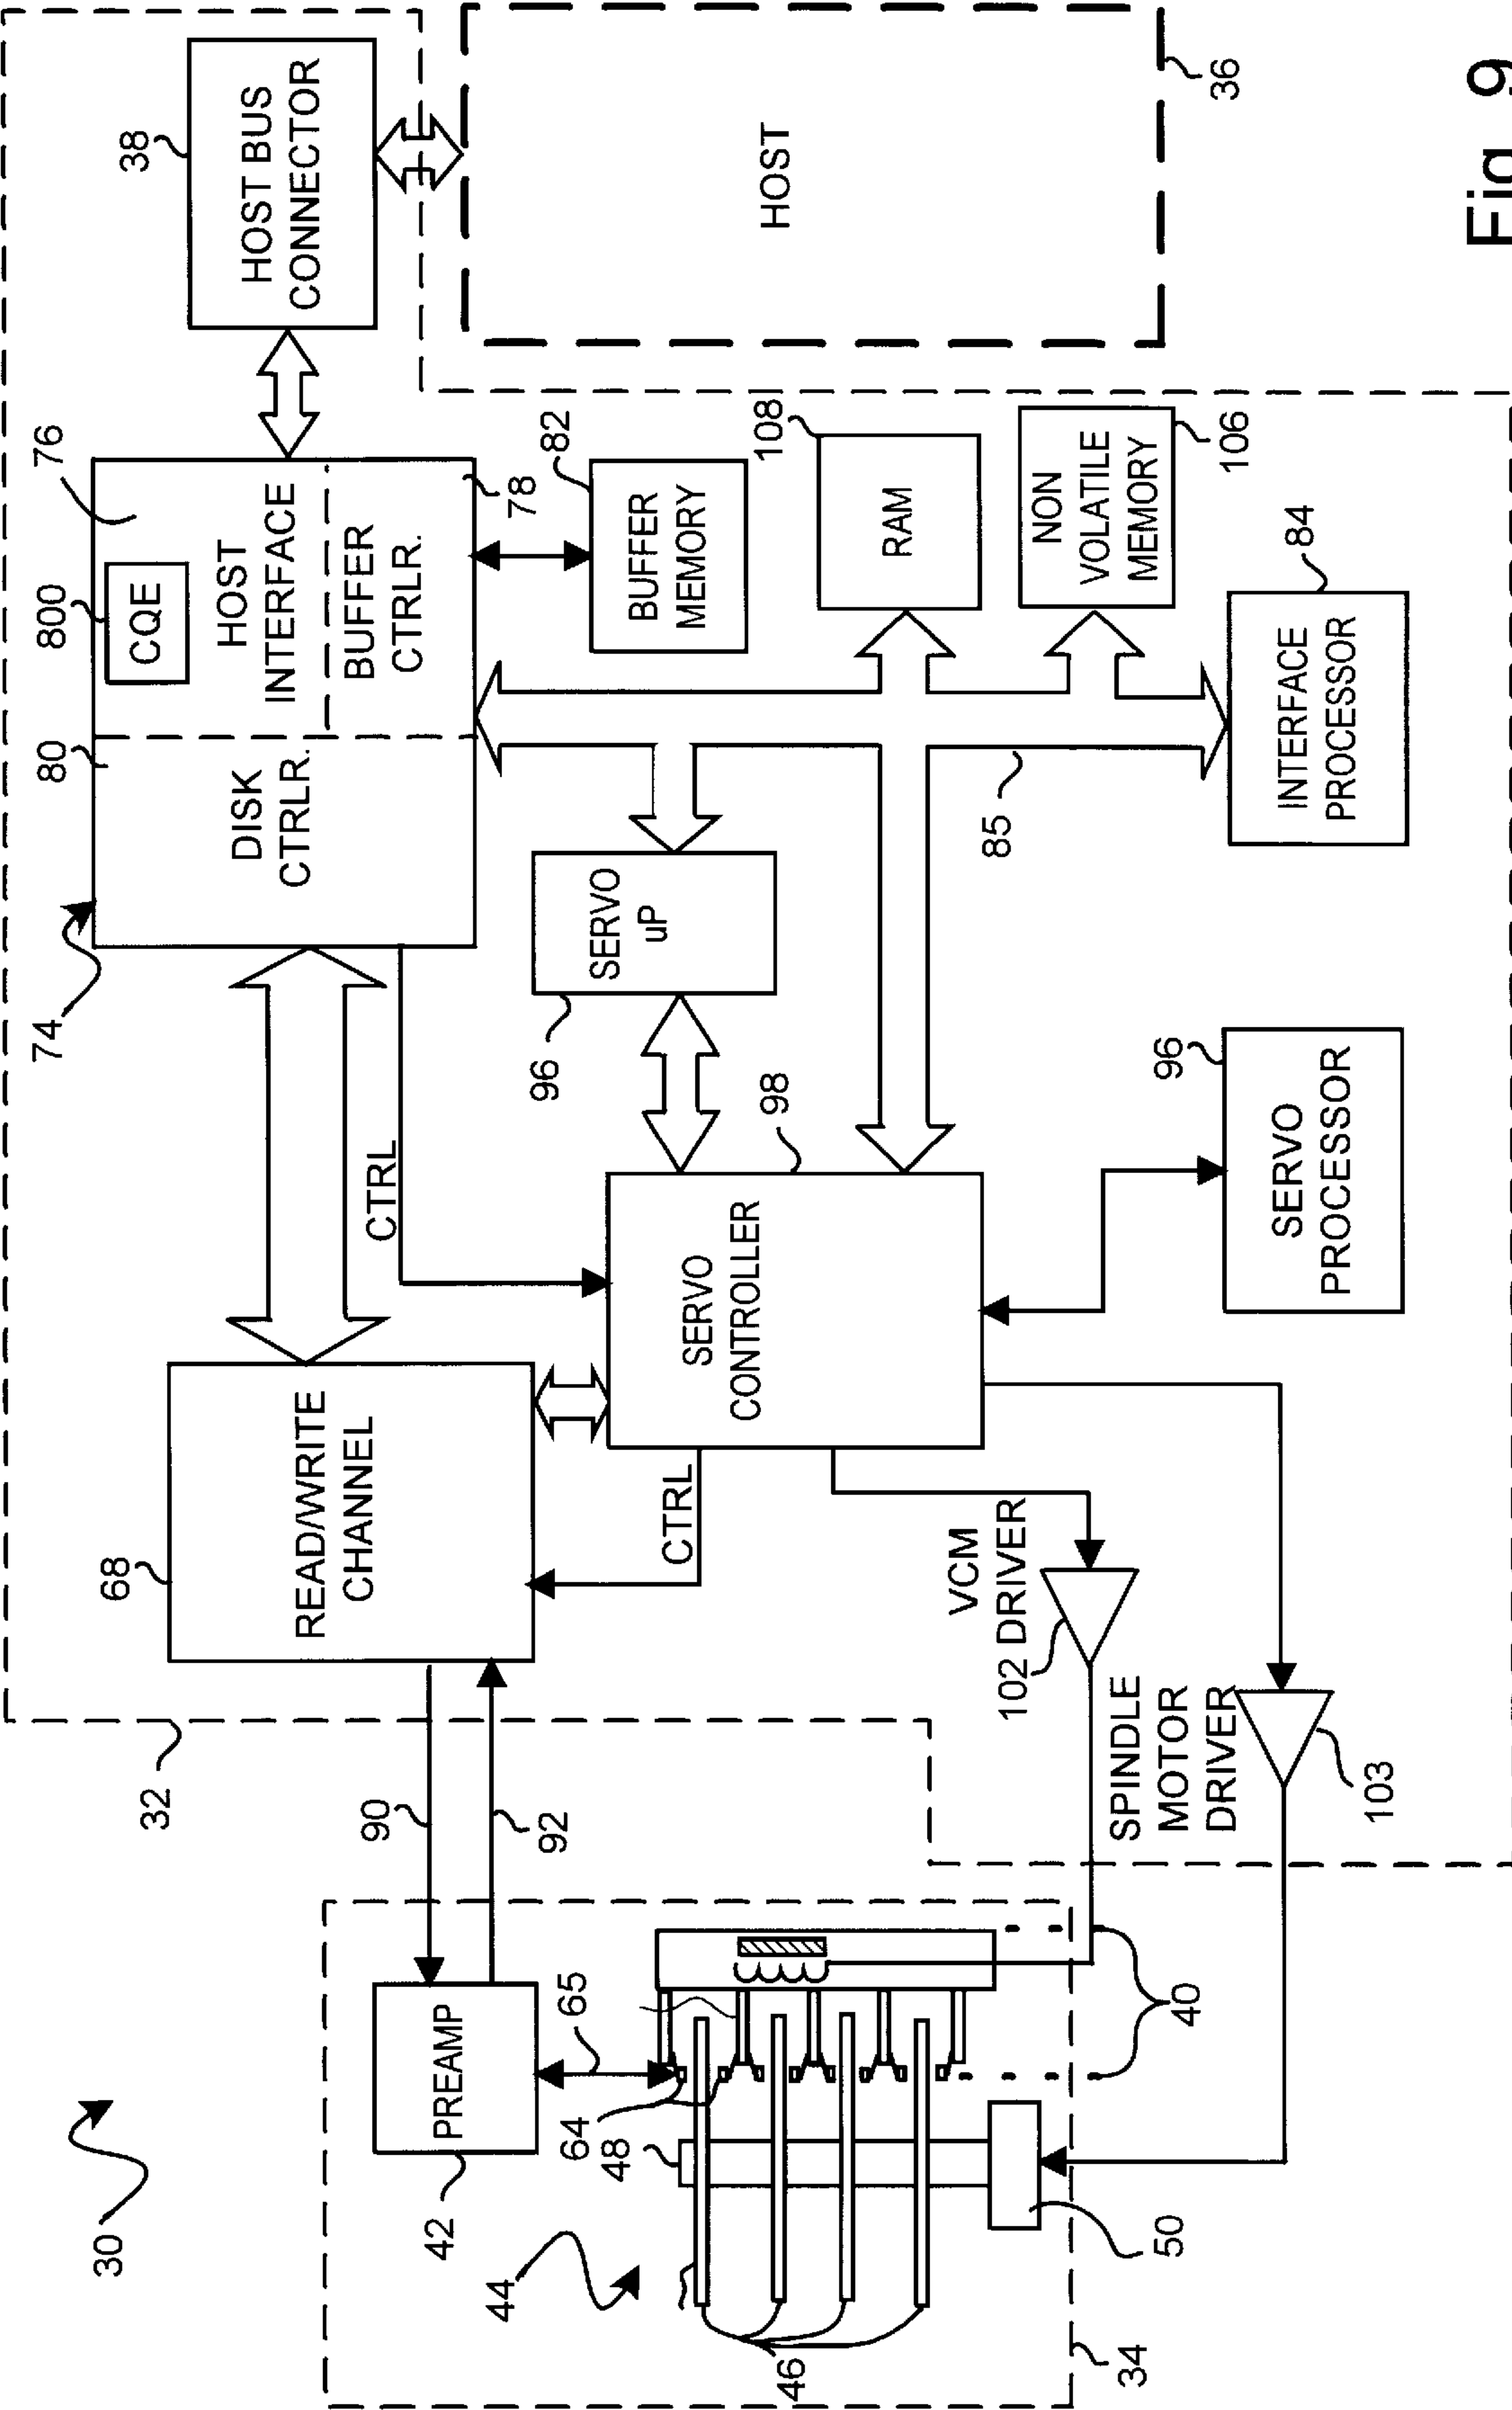 30
32
68
READ/WRITE
CHANNEL
74
80
DISK
CTRLR.
800
CQE
76
HOST
INTERFACE
BUFFER
CTRLR.
78
38
HOST BUS
CONNECTOR
90
92
CTRL
CTRL
82
BUFFER
MEMORY
HOST
36
42
PREAMP
65
64
48
44
46
40
50
34
SERVO
uP
96
98
SERVO
CONTROLLER
108
RAM
NON
VOLATILE
MEMORY
106
85
VCM
102 DRIVER
SPINDLE
MOTOR
DRIVER
103
96
SERVO
PROCESSOR
84
INTERFACE
PROCESSOR
Fig. 9